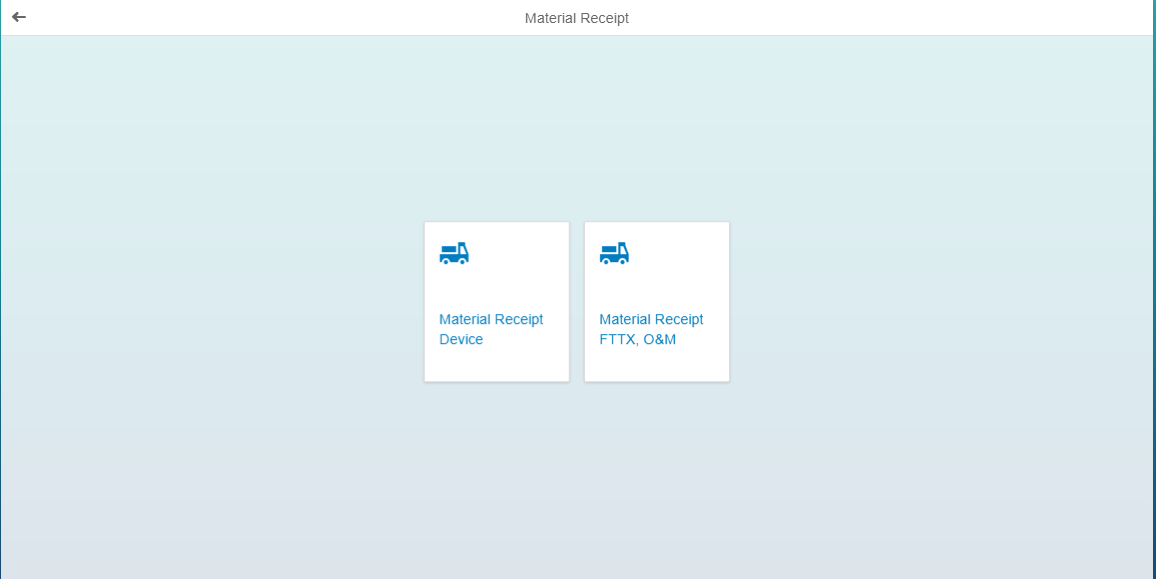 Material Receipt
Material Receipt
Device
Material Receipt
FTTX, O&M